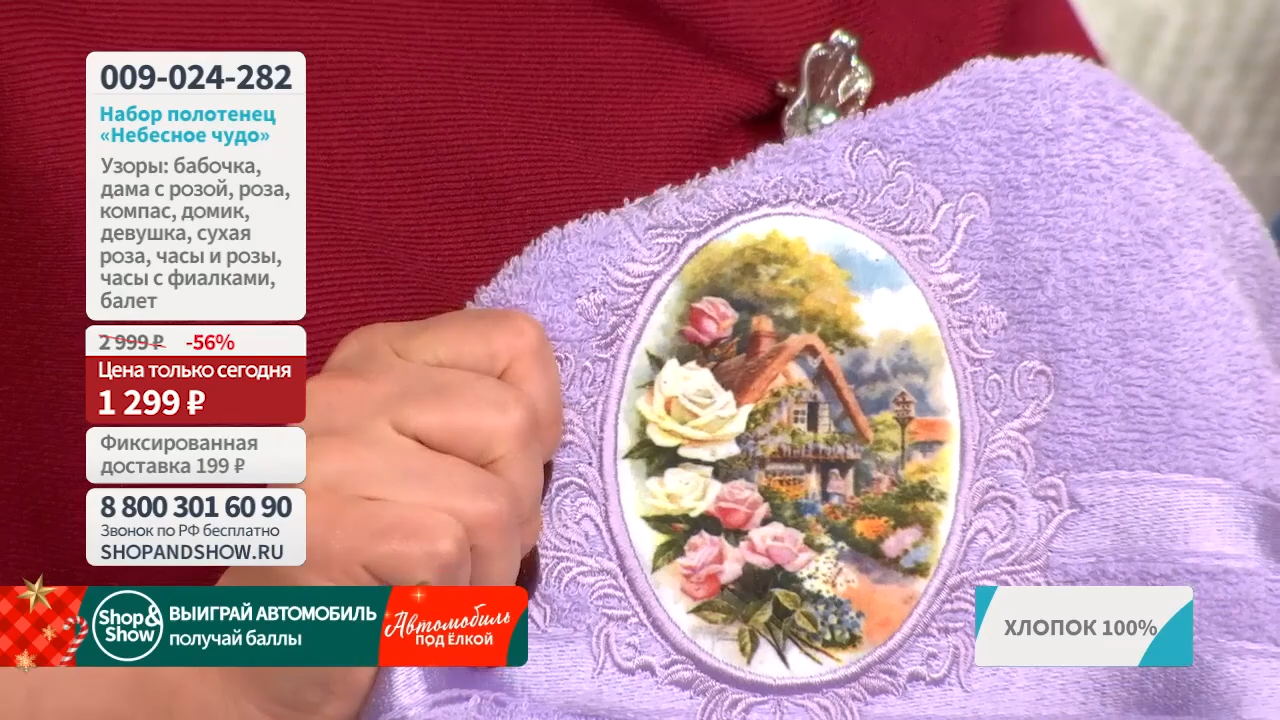 009-024-282
Набор полотенец
«Небесное чудо»
Узоры: бабочка,
дама с розой, роза,
компас, домик,
девушка, сухая
роза, часы и розы,
часы с фиалками,
балет
2 999 ₽ -56%
Цена только сегодня
1 299 ₽
Фиксированная
доставка 199 ₽
8 800 301 60 90
Звонок по РФ бесплатно
SHOPANDSHOW.RU
Shop&
Show
ВЫИГРАЙ АВТОМОБИЛЬ
получай баллы
Автомобиль
ПОД ЁЛКОЙ
ХЛОПОК 100%